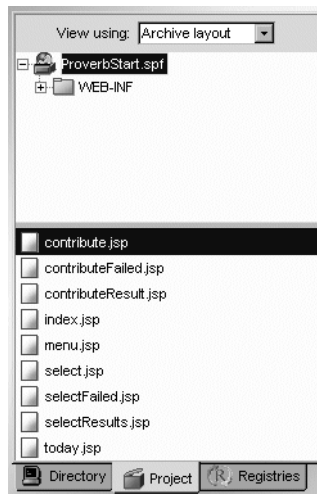 View using: Archive layout
ProverbStart.spf
WEB-INF
contribute.jsp
contributeFailed.jsp
contributeResult.jsp
index.jsp
menu.jsp
select.jsp
selectFailed.jsp
selectResults.jsp
today.jsp
Directory Project Registries